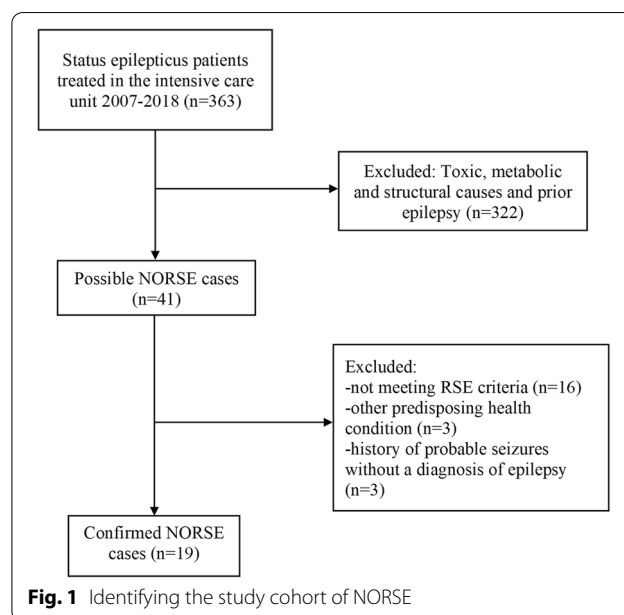 Status epilepticus patients
treated in the intensive care
unit 2007-2018 (n=363)
Excluded: Toxic, metabolic
and structural causes and prior
epilepsy (n=322)
Possible NORSE cases
(n=41)
Excluded:
-not meeting RSE criteria (n=16)
-other predisposing health
condition (n=3)
-history of probable seizures
without a diagnosis of epilepsy
(n=3)
Confirmed NORSE
cases (n=19)
Fig. 1 Identifying the study cohort of NORSE